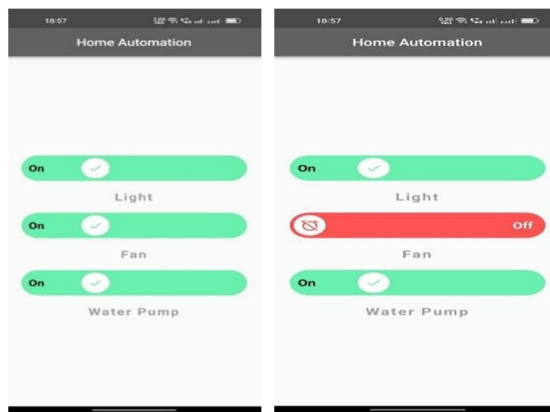 18:57
Home Automation
On
Light
On
Fan
On
Water Pump
18:57
Home Automation
On
Light
Off
Fan
On
Water Pump